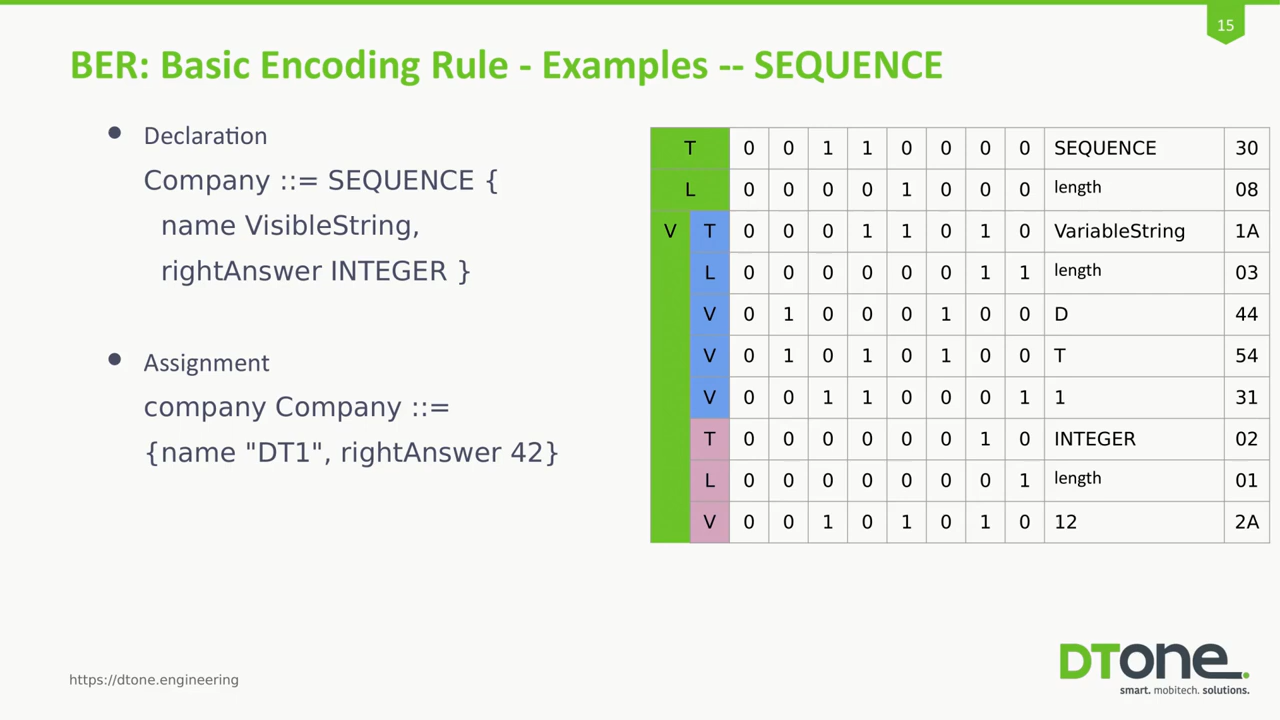 15
BER: Basic Encoding Rule - Examples -- SEQUENCE
● Declaration
Company ::= SEQUENCE {
name VisibleString,
rightAnswer INTEGER }
● Assignment
company Company ::=
{name "DT1", rightAnswer 42}
T 0 0 1 1 0 0 0 0 SEQUENCE 30
L 0 0 0 0 1 0 0 0 length 08
V T 0 0 0 1 1 0 1 0 VariableString 1A
L 0 0 0 0 0 0 1 1 length 03
V 0 1 0 0 0 1 0 0 D 44
V 0 1 0 1 0 1 0 0 T 54
V 0 0 1 1 0 0 0 1 1 31
T 0 0 0 0 0 0 1 0 INTEGER 02
L 0 0 0 0 0 0 0 1 length 01
V 0 0 1 0 1 0 1 0 12 2A
https://dtone.engineering
DTone.
smart. mobitech. solutions.